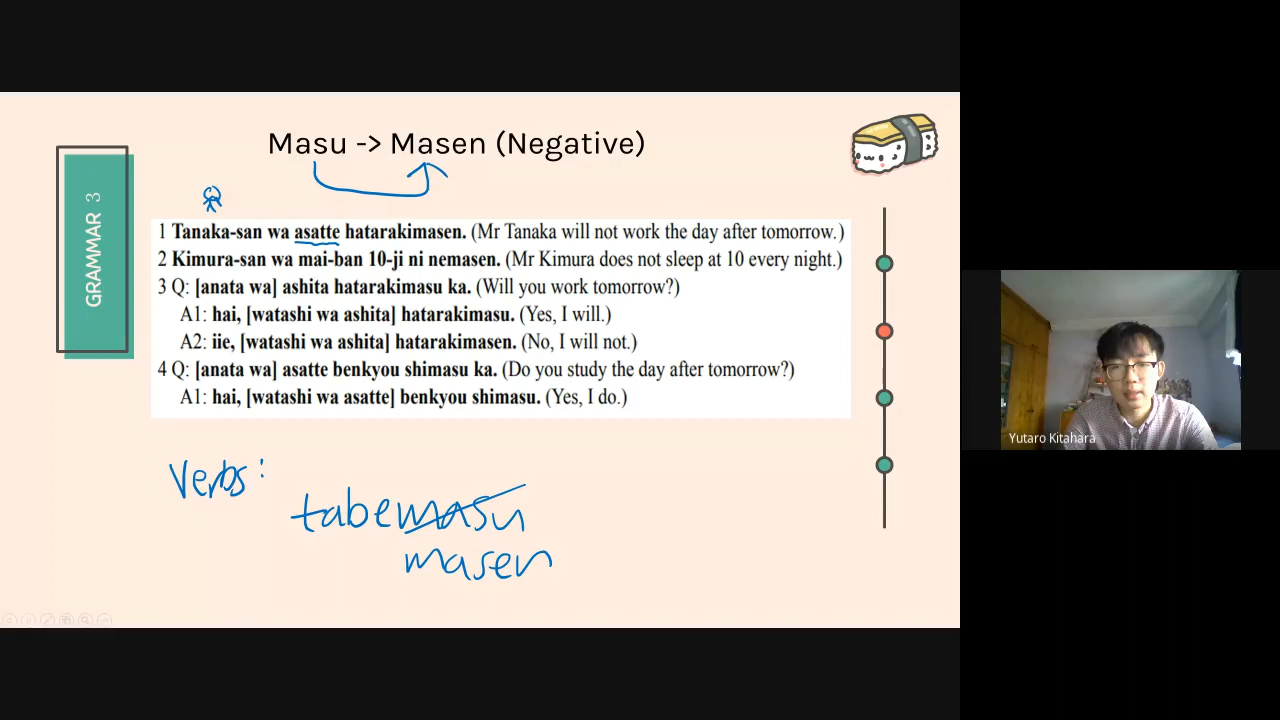 Masu -> Masen (Negative)
GRAMMAR 3
1 Tanaka-san wa asatte hatarakimasen. (Mr Tanaka will not work the day after tomorrow.)
2 Kimura-san wa mai-ban 10-ji ni nemasen. (Mr Kimura does not sleep at 10 every night.)
3 Q: [anata wa] ashita hatarakimasu ka. (Will you work tomorrow?)
A1: hai, [watashi wa ashita] hatarakimasu. (Yes, I will.)
A2: iie, [watashi wa ashita] hatarakimasen. (No, I will not.)
4 Q: [anata wa] asatte benkyou shimasu ka. (Do you study the day after tomorrow?)
A1: hai, [watashi wa asatte] benkyou shimasu. (Yes, I do.)
Verbs:
tabemasu
masen
Yutaro Kitahara